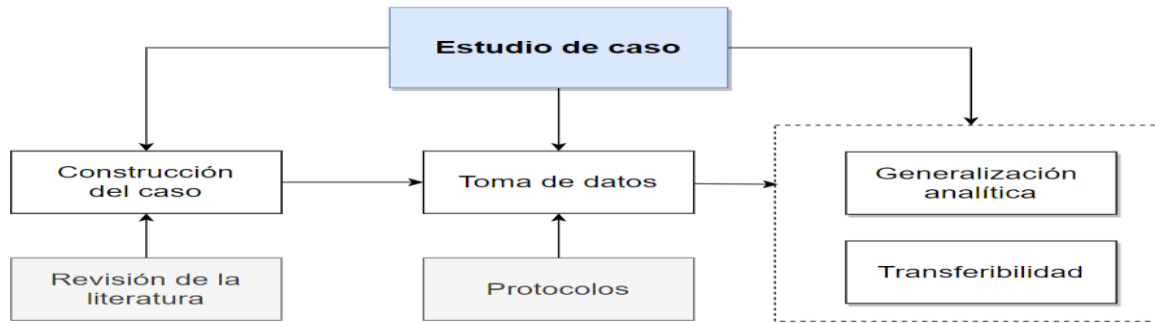 Estudio de caso
Construcción
del caso
Toma de datos
Generalización
analítica
Revisión de la
literatura
Protocolos
Transferibilidad